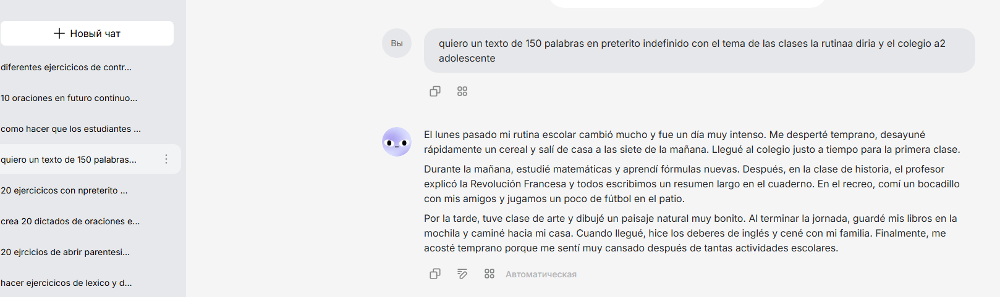 Новый чат
diferentes ejercicicos de contr...
10 oraciones en futuro continuo...
como hacer que los estudiantes ...
quiero un texto de 150 palabras...
20 ejercicicos con npreterito ...
crea 20 dictados de oraciones e...
20 ejrcicios de abrir parentesi...
hacer ejercicicos de lexico y d...
Вы
quiero un texto de 150 palabras en preterito indefinido con el tema de las clases la rutinaa diria y el colegio a2
adolescente
El lunes pasado mi rutina escolar cambió mucho y fue un día muy intenso. Me desperté temprano, desayuné
rápidamente un cereal y salí de casa a las siete de la mañana. Llegué al colegio justo a tiempo para la primera clase.
Durante la mañana, estudié matemáticas y aprendí fórmulas nuevas. Después, en la clase de historia, el profesor
explicó la Revolución Francesa y todos escribimos un resumen largo en el cuaderno. En el recreo, comí un bocadillo
con mis amigos y jugamos un poco de fútbol en el patio.
Por la tarde, tuve clase de arte y dibujé un paisaje natural muy bonito. Al terminar la jornada, guardé mis libros en la
mochila y caminé hacia mi casa. Cuando llegué, hice los deberes de inglés y cené con mi familia. Finalmente, me
acosté temprano porque me sentí muy cansado después de tantas actividades escolares.
Автоматическая